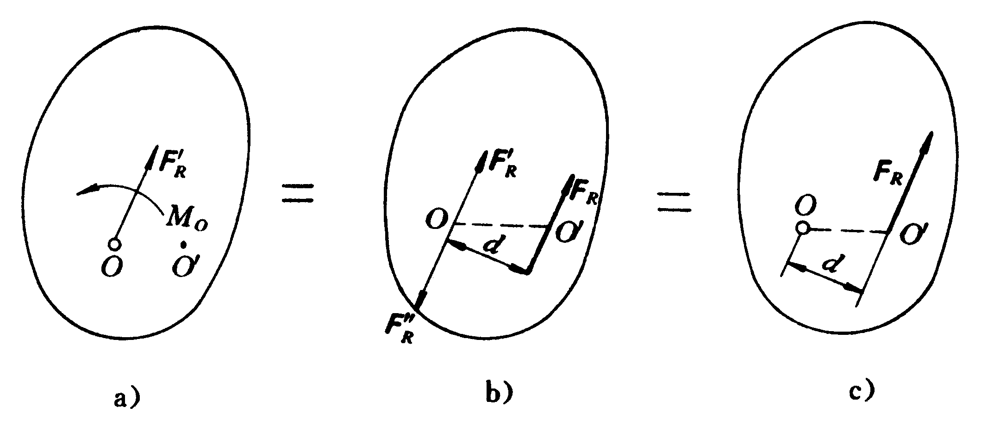 F′R
MO
O O′
=
F′R
FR
O O′
d
F″R
=
FR
O
O′
d
a) b) c)